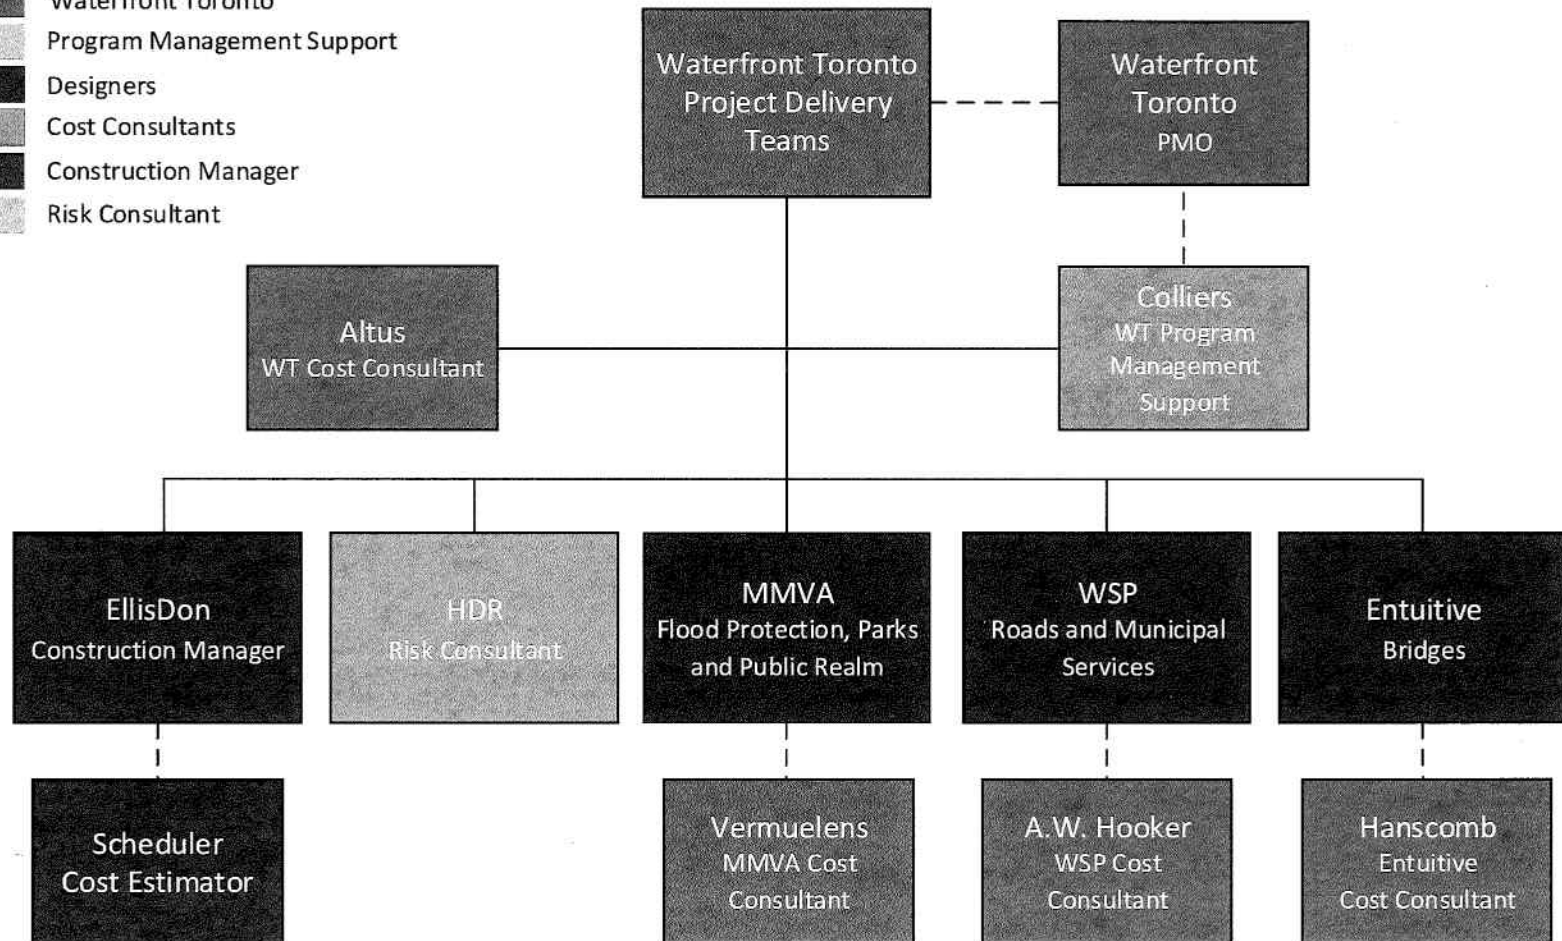 Waterfront Toronto
Program Management Support
Designers
Cost Consultants
Construction Manager
Risk Consultant
Waterfront Toronto
Project Delivery
Teams
Waterfront
Toronto
PMO
Altus
WT Cost Consultant
Colliers
WT Program
Management
Support
EllisDon
Construction Manager
HDR
Risk Consultant
MMVA
Flood Protection, Parks
and Public Realm
WSP
Roads and Municipal
Services
Entuitive
Bridges
Scheduler
Cost Estimator
Vermuelens
MMVA Cost
Consultant
A.W. Hooker
WSP Cost
Consultant
Hanscomb
Entuitive
Cost Consultant